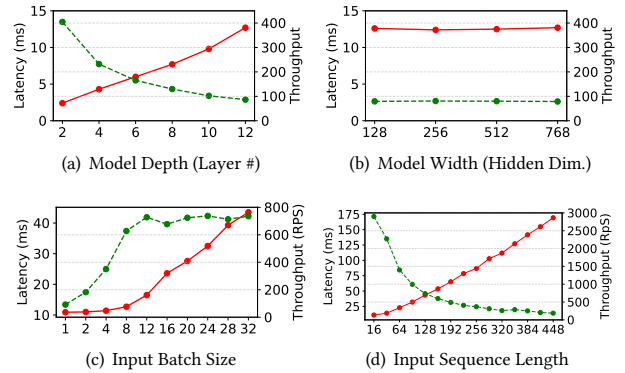 15 10 5 0
Latency (ms)
400 300 200 100 0
Throughput
2 4 6 8 10 12
(a) Model Depth (Layer #)
15 10 5 0
Latency (ms)
400 300 200 100 0
Throughput
128 256 512 768
(b) Model Width (Hidden Dim.)
40 30 20 10
Latency (ms)
800 600 400 200 0
Throughput (RPS)
1 2 4 8 12 16 20 24 28 32
(c) Input Batch Size
175 150 125 100 75 50 25
Latency (ms)
3000 2500 2000 1500 1000 500 0
Throughput (RpS)
16 64 128 192 256 320 384 448
(d) Input Sequence Length